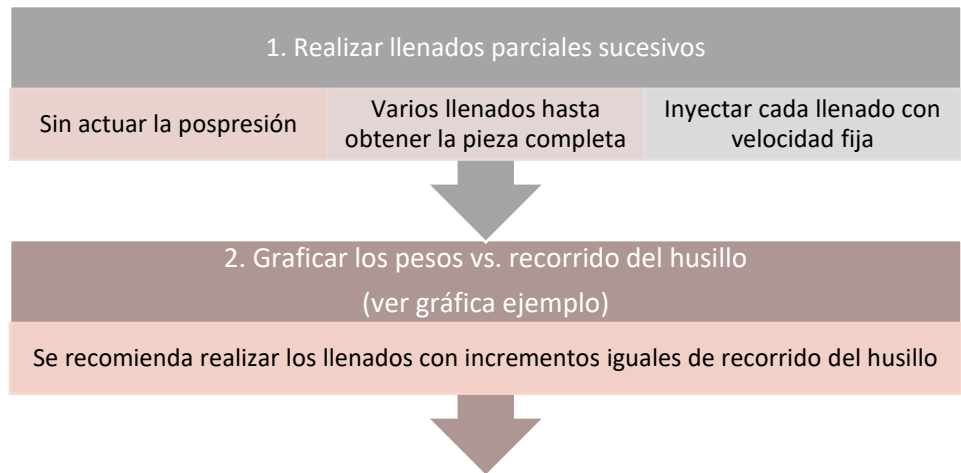 1. Realizar llenados parciales sucesivos
Sin actuar la pospresión
Varios llenados hasta
obtener la pieza completa
Inyectar cada llenado con
velocidad fija
2. Graficar los pesos vs. recorrido del husillo
(ver gráfica ejemplo)
Se recomienda realizar los llenados con incrementos iguales de recorrido del husillo